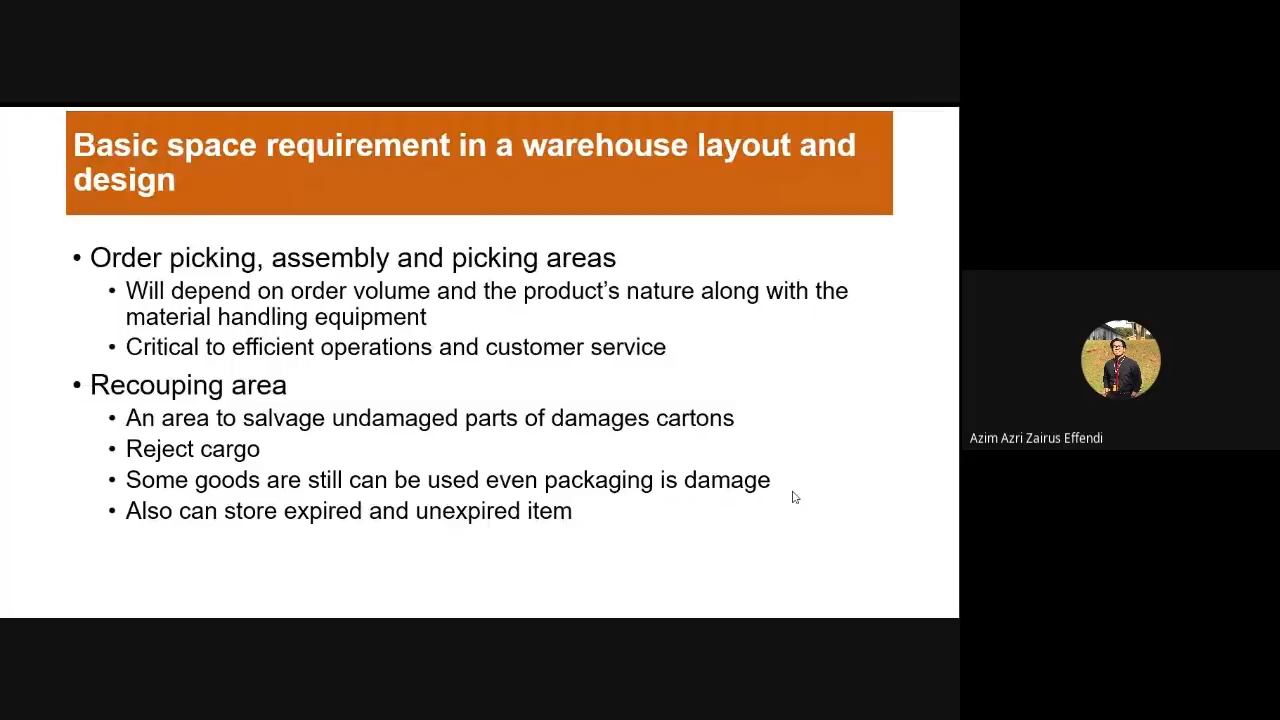 Basic space requirement in a warehouse layout and
design
• Order picking, assembly and picking areas
• Will depend on order volume and the product’s nature along with the
material handling equipment
• Critical to efficient operations and customer service
• Recouping area
• An area to salvage undamaged parts of damages cartons
• Reject cargo
• Some goods are still can be used even packaging is damage
• Also can store expired and unexpired item
Azim Azri Zairus Effendi